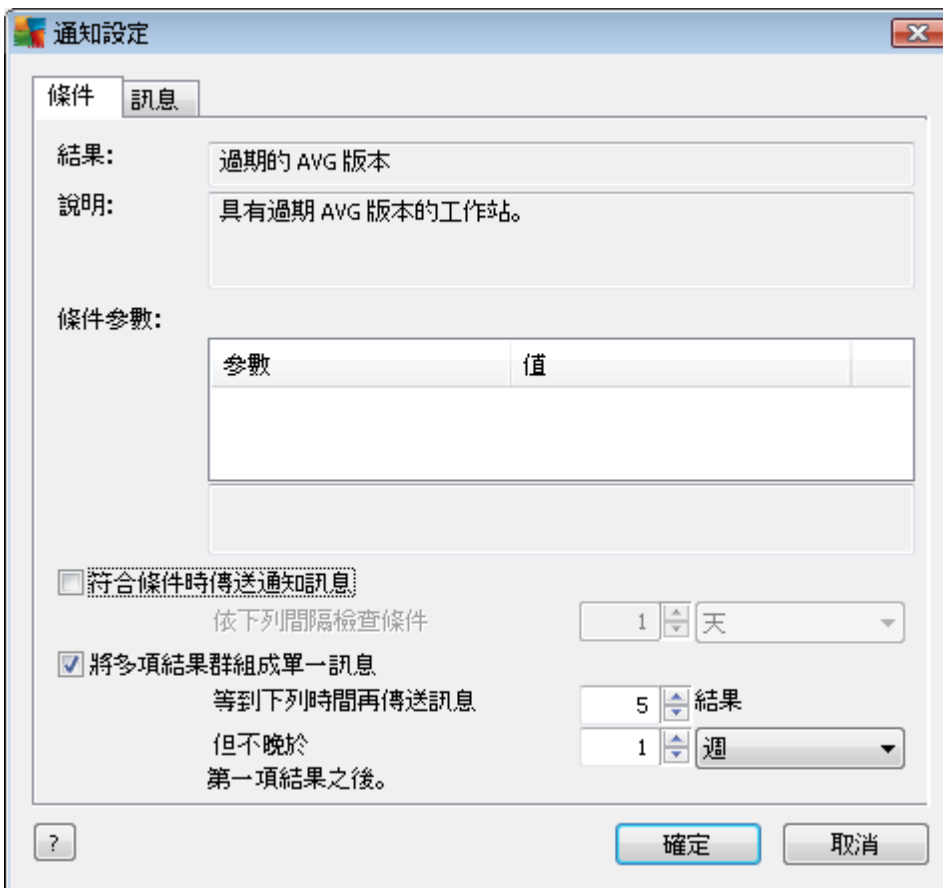 通知設定
條件 訊息
結果: 過期的 AVG 版本
說明: 具有過期 AVG 版本的工作站。
條件參數:
參數 值
符合條件時傳送通知訊息
依下列間隔檢查條件 1 天
將多項結果群組成單一訊息
等到下列時間再傳送訊息 5 結果
但不晚於 1 週
第一項結果之後。
? 確定 取消